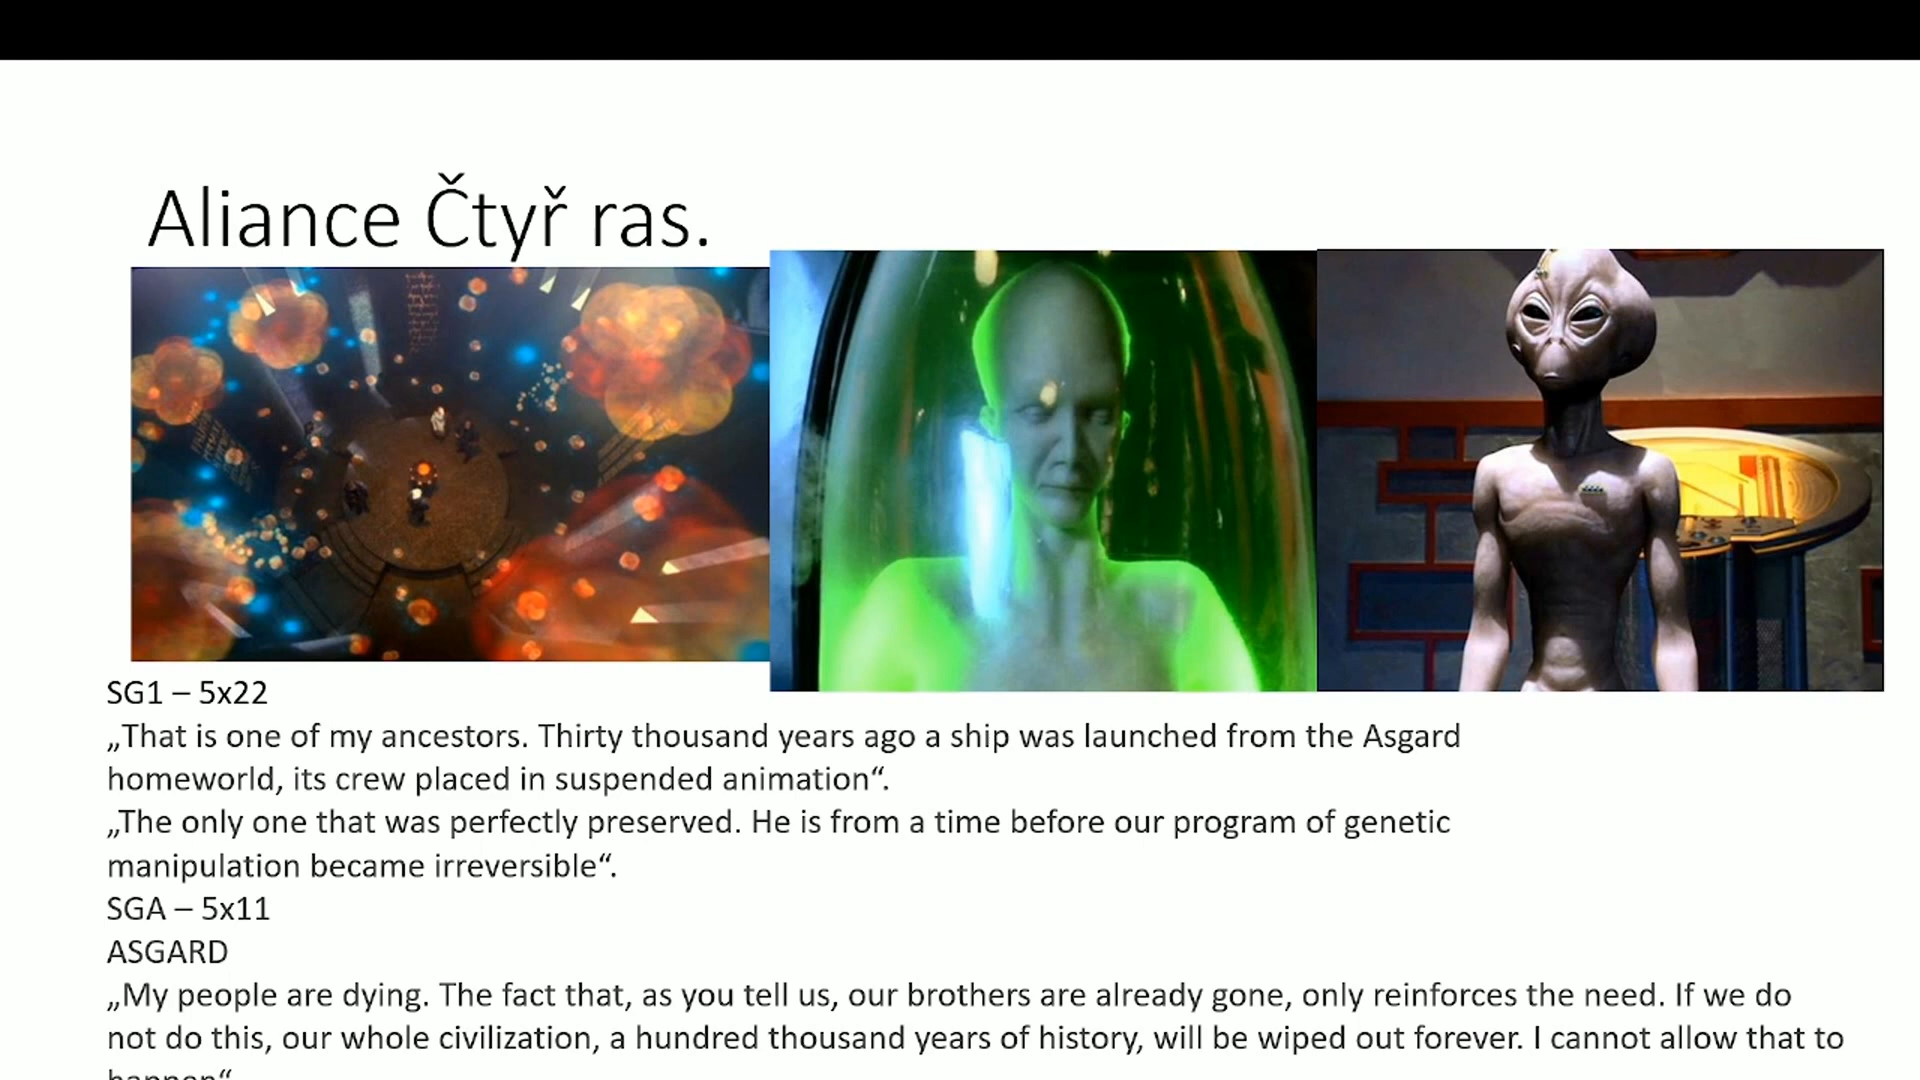 Aliance Čtyř ras.
SG1 – 5x22
„That is one of my ancestors. Thirty thousand years ago a ship was launched from the Asgard
homeworld, its crew placed in suspended animation“.
„The only one that was perfectly preserved. He is from a time before our program of genetic
manipulation became irreversible“.
SGA – 5x11
ASGARD
„My people are dying. The fact that, as you tell us, our brothers are already gone, only reinforces the need. If we do
not do this, our whole civilization, a hundred thousand years of history, will be wiped out forever. I cannot allow that to
happen“